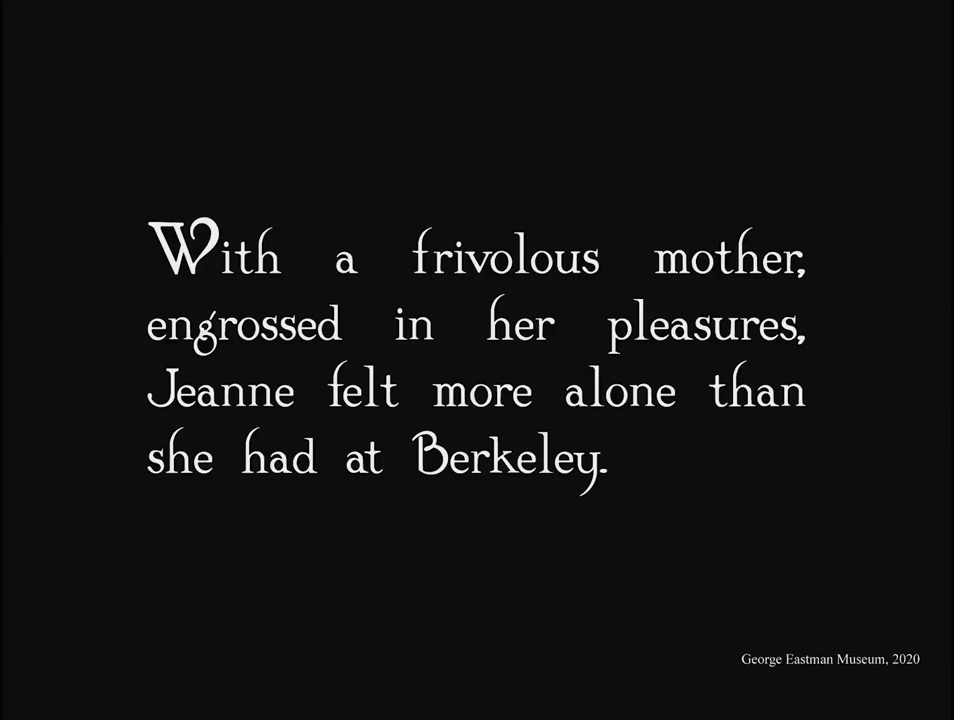 With a frivolous mother,
engrossed in her pleasures,
Jeanne felt more alone than
she had at Berkeley.
George Eastman Museum, 2020